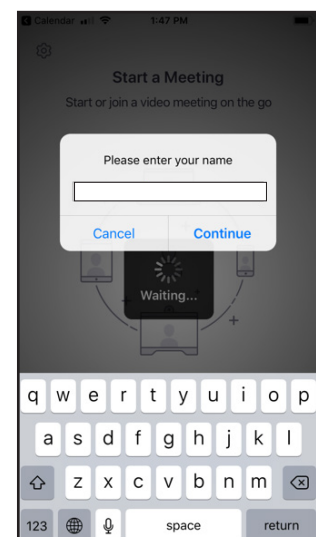 Calendar 1:47 PM
Start a Meeting
Start or join a video meeting on the go
Please enter your name
Cancel Continue
Waiting...
q w e r t y u i o p
a s d f g h j k l
z x c v b n m
123 space return